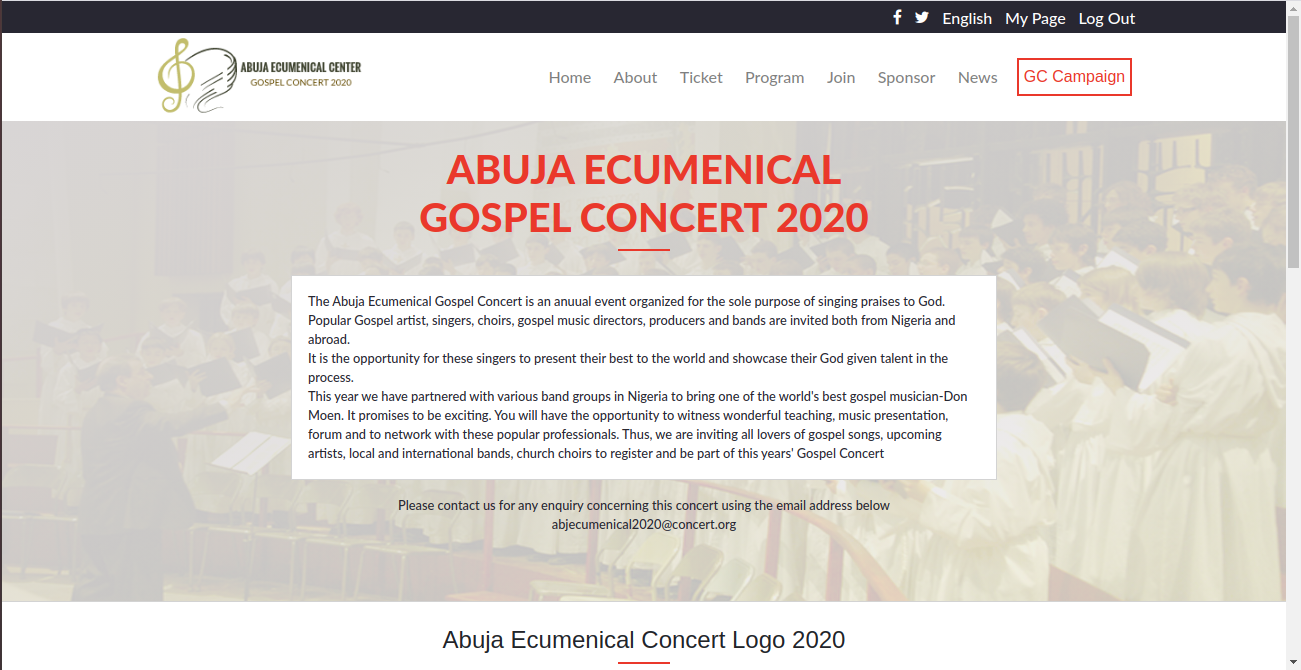 English My Page Log Out
ABUJA ECUMENICAL CENTER
GOSPEL CONCERT 2020
Home About Ticket Program Join Sponsor News GC Campaign
ABUJA ECUMENICAL
GOSPEL CONCERT 2020
The Abuja Ecumenical Gospel Concert is an anuual event organized for the sole purpose of singing praises to God.
Popular Gospel artist, singers, choirs, gospel music directors, producers and bands are invited both from Nigeria and
abroad.
It is the opportunity for these singers to present their best to the world and showcase their God given talent in the
process.
This year we have partnered with various band groups in Nigeria to bring one of the world's best gospel musician-Don
Moen. It promises to be exciting. You will have the opportunity to witness wonderful teaching, music presentation,
forum and to network with these popular professionals. Thus, we are inviting all lovers of gospel songs, upcoming
artists, local and international bands, church choirs to register and be part of this years' Gospel Concert
Please contact us for any enquiry concerning this concert using the email address below
abjecumenical2020@concert.org
Abuja Ecumenical Concert Logo 2020